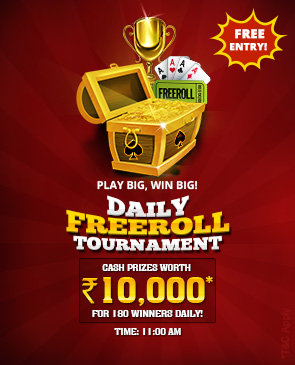 FREE
ENTRY!
FREEROLL
PLAY BIG, WIN BIG!
DAILY
FREEROLL
TOURNAMENT
CASH PRIZES WORTH
₹10,000*
FOR 180 WINNERS DAILY!
TIME: 11:00 AM
*T&C Apply